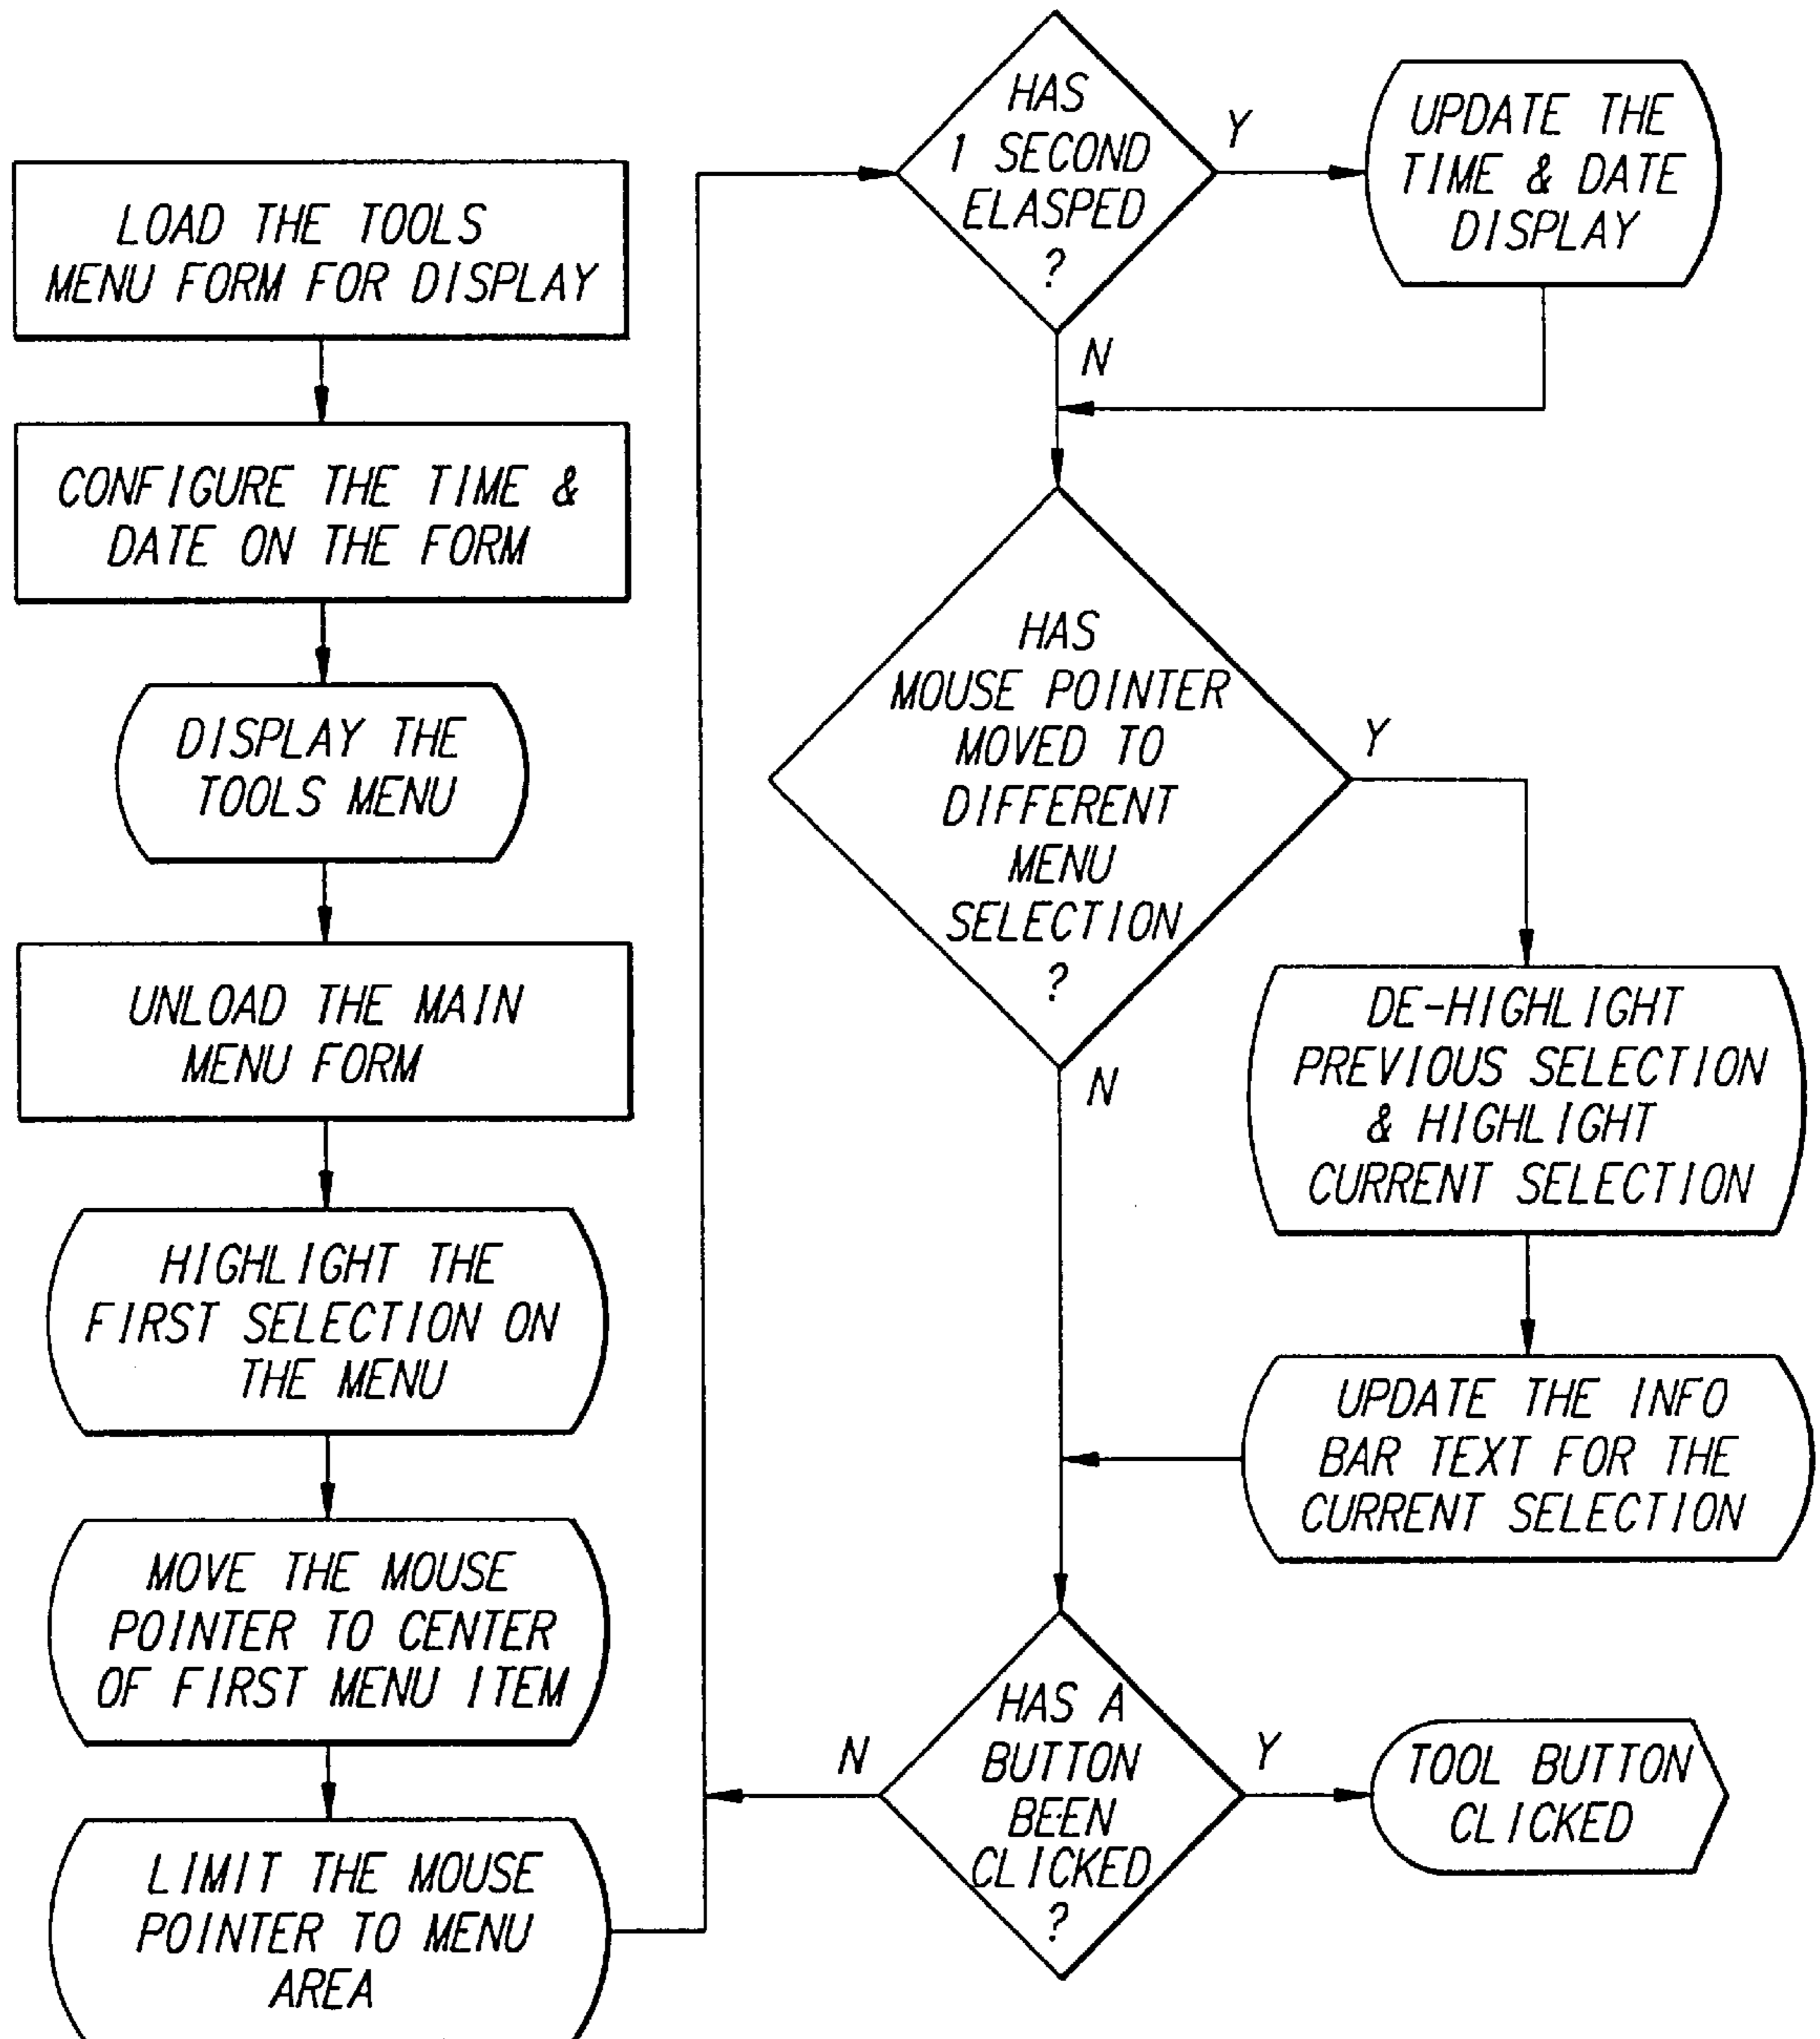 LOAD THE TOOLS
MENU FORM FOR DISPLAY
CONFIGURE THE TIME &
DATE ON THE FORM
DISPLAY THE
TOOLS MENU
UNLOAD THE MAIN
MENU FORM
HIGHLIGHT THE
FIRST SELECTION ON
THE MENU
MOVE THE MOUSE
POINTER TO CENTER
OF FIRST MENU ITEM
LIMIT THE MOUSE
POINTER TO MENU
AREA
HAS
1 SECOND
ELASPED
?
Y
UPDATE THE
TIME & DATE
DISPLAY
N
HAS
MOUSE POINTER
MOVED TO
DIFFERENT
MENU
SELECTION
?
Y
DE-HIGHLIGHT
PREVIOUS SELECTION
& HIGHLIGHT
CURRENT SELECTION
N
UPDATE THE INFO
BAR TEXT FOR THE
CURRENT SELECTION
HAS A
BUTTON
BEEN
CLICKED
?
N
Y
TOOL BUTTON
CLICKED